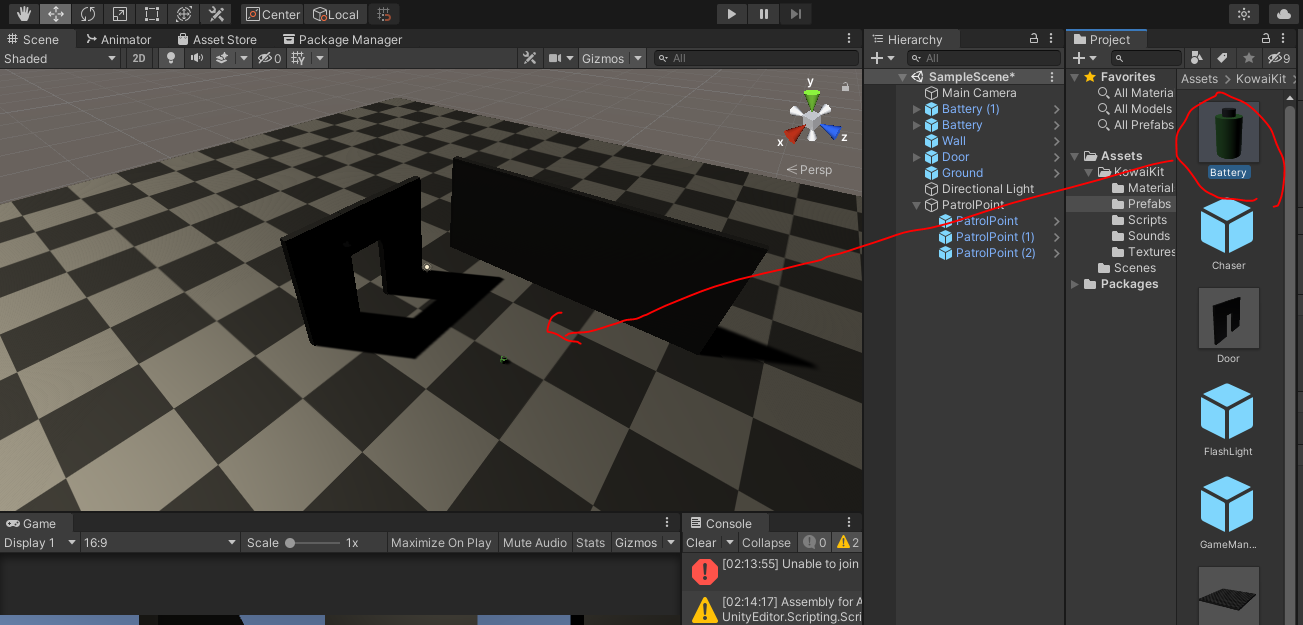 Center
Local
Scene
Animator
Asset Store
Package Manager
Shaded
2D
0
Gizmos
All
y
x
z
Persp
Hierarchy
All
SampleScene*
Main Camera
Battery (1)
Battery
Wall
Door
Ground
Directional Light
PatrolPoint
PatrolPoint
PatrolPoint (1)
PatrolPoint (2)
Project
9
Favorites
All Materia
All Models
All Prefabs
Assets
KowaiKit
Material
Prefabs
Scripts
Sounds
Textures
Scenes
Packages
Assets
KowaiKit
Battery
Chaser
Door
FlashLight
GameMan...
Game
Display 1
16:9
Scale
1x
Maximize On Play
Mute Audio
Stats
Gizmos
Console
Clear
Collapse
0
2
[02:13:55] Unable to join
[02:14:17] Assembly for A
UnityEditor.Scripting.Scri